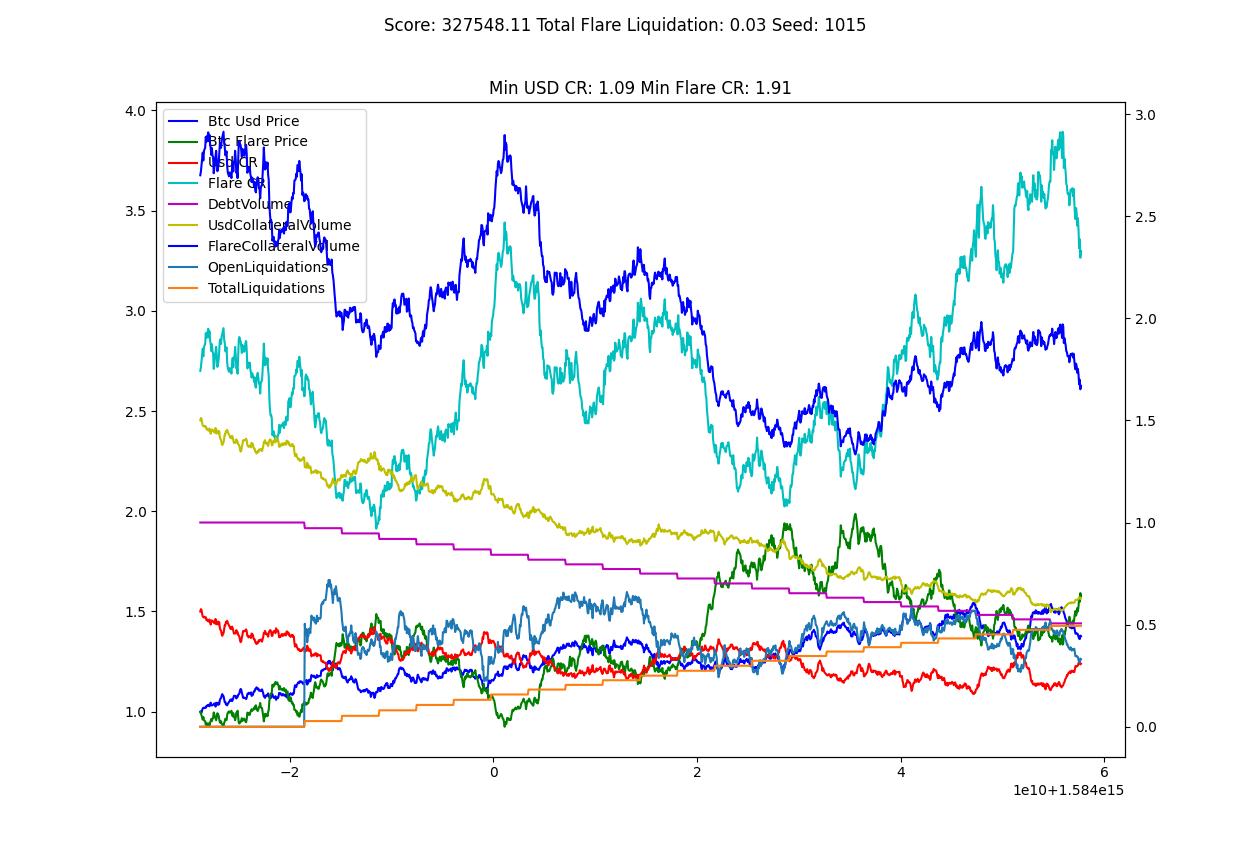 Score: 327548.11 Total Flare Liquidation: 0.03 Seed: 1015
Min USD CR: 1.09 Min Flare CR: 1.91
Btc Usd Price
Btc Flare Price
Usd CR
Flare CR
DebtVolume
UsdCollateralVolume
FlareCollateralVolume
OpenLiquidations
TotalLiquidations
4.0
3.5
3.0
2.5
2.0
1.5
1.0
3.0
2.5
2.0
1.5
1.0
0.5
0.0
−2 0 2 4 6
1e10+1.584e15